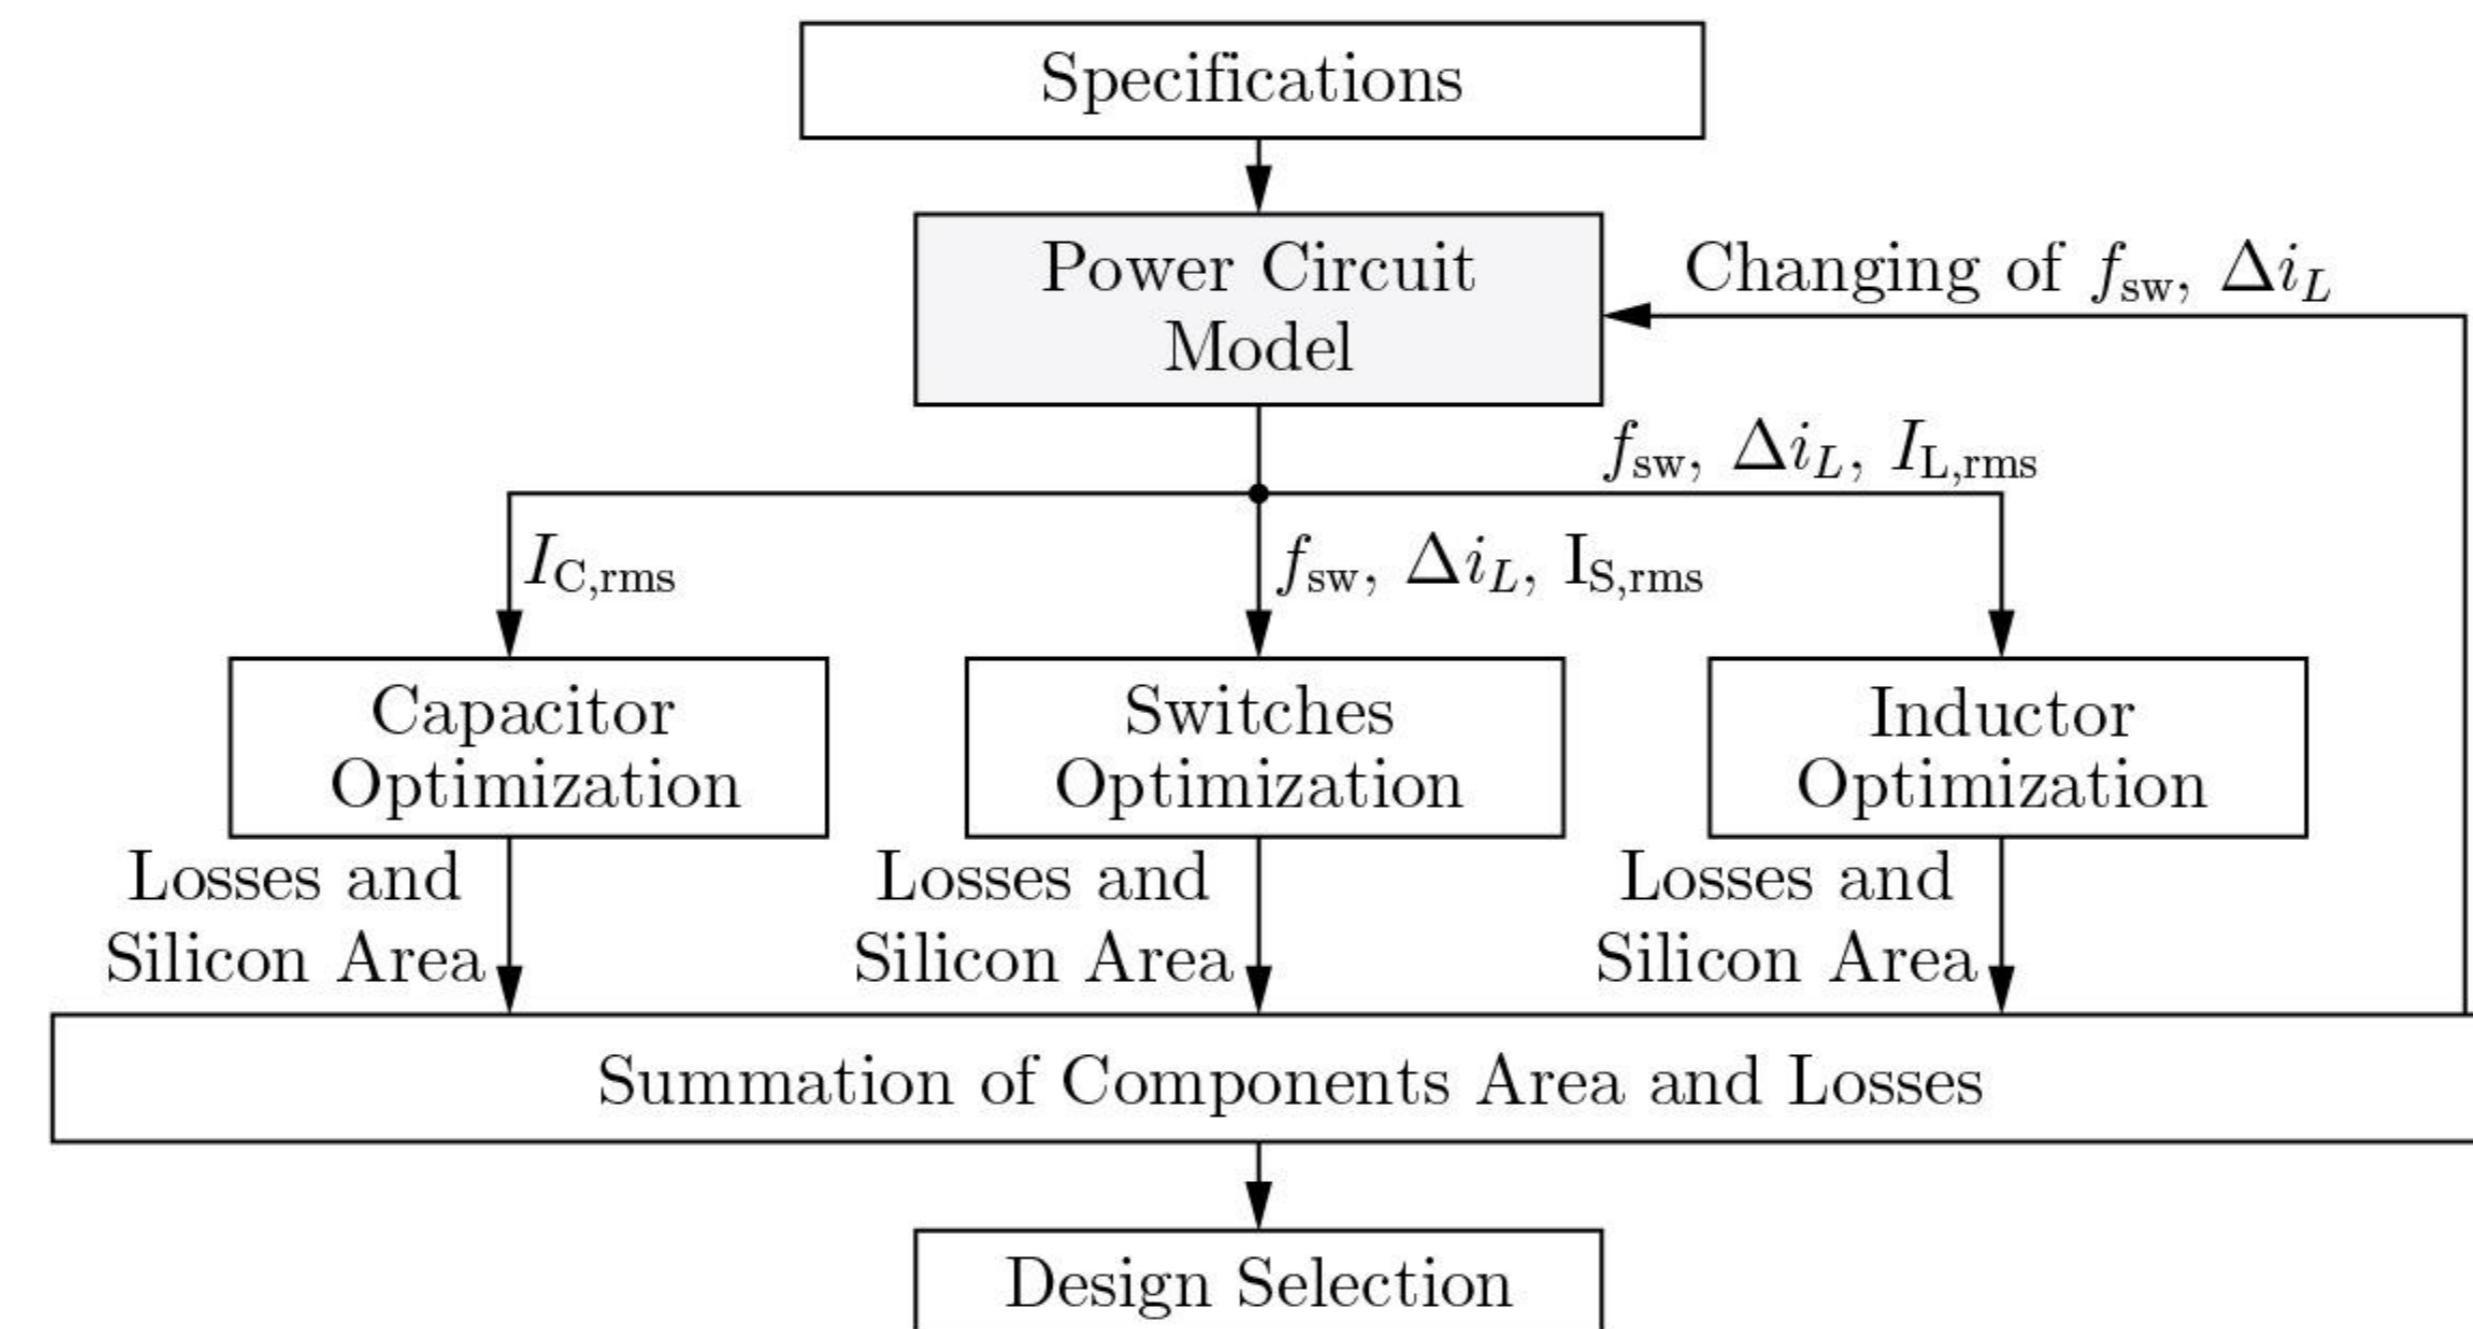 Specifications
Power Circuit
Model
Changing of f_sw, Δi_L
f_sw, Δi_L, I_L,rms
I_C,rms
f_sw, Δi_L, I_S,rms
Capacitor
Optimization
Switches
Optimization
Inductor
Optimization
Losses and
Silicon Area
Losses and
Silicon Area
Losses and
Silicon Area
Summation of Components Area and Losses
Design Selection